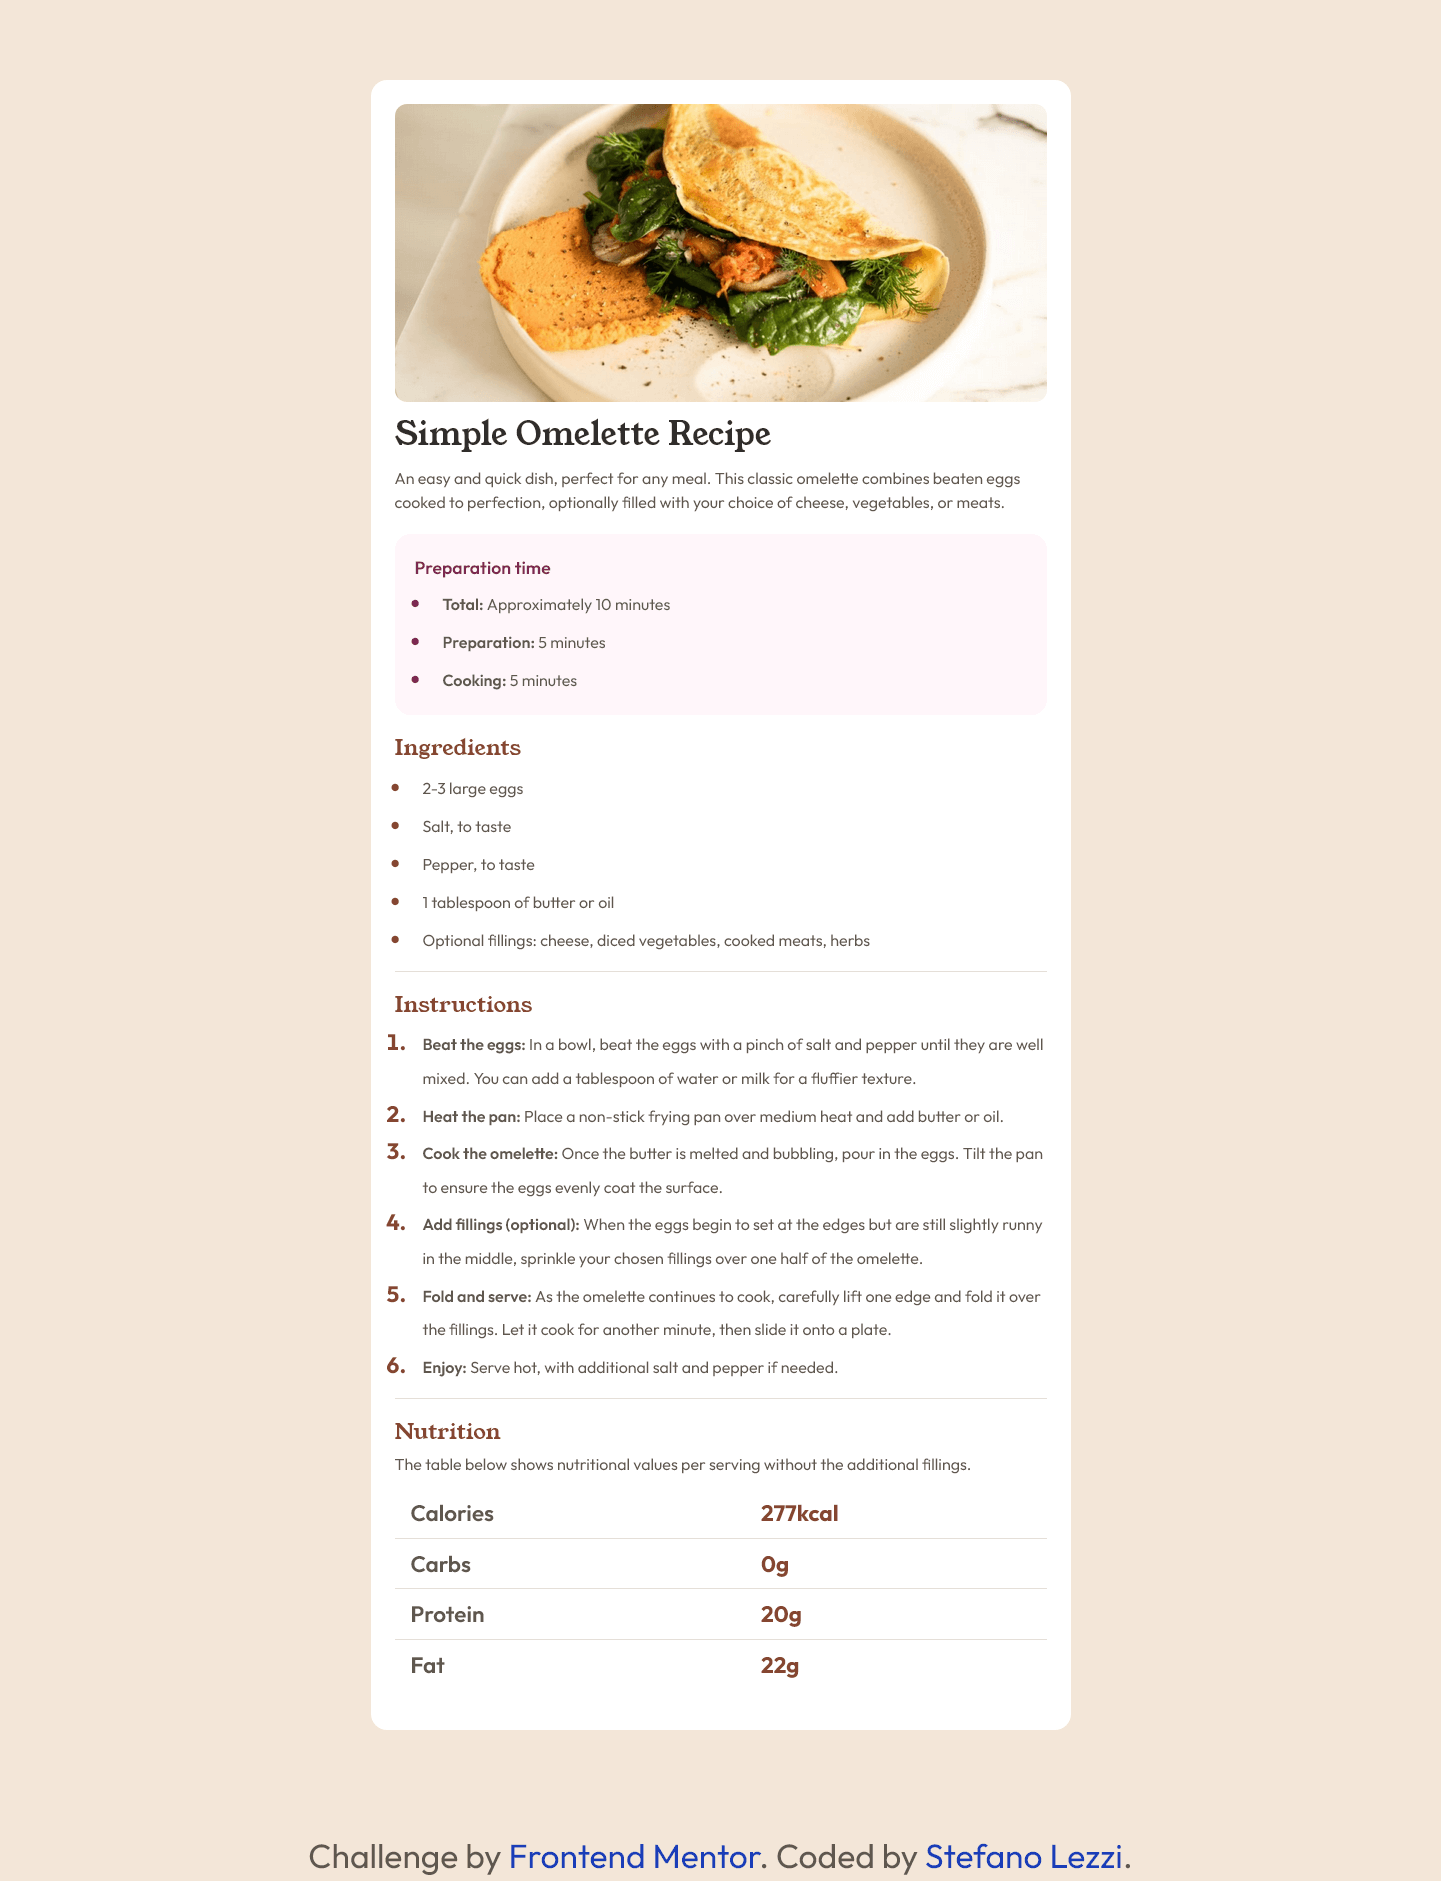 Simple Omelette Recipe
An easy and quick dish, perfect for any meal. This classic omelette combines beaten eggs
cooked to perfection, optionally filled with your choice of cheese, vegetables, or meats.
Preparation time
• Total: Approximately 10 minutes
• Preparation: 5 minutes
• Cooking: 5 minutes
Ingredients
• 2-3 large eggs
• Salt, to taste
• Pepper, to taste
• 1 tablespoon of butter or oil
• Optional fillings: cheese, diced vegetables, cooked meats, herbs
Instructions
1. Beat the eggs: In a bowl, beat the eggs with a pinch of salt and pepper until they are well
mixed. You can add a tablespoon of water or milk for a fluffier texture.
2. Heat the pan: Place a non-stick frying pan over medium heat and add butter or oil.
3. Cook the omelette: Once the butter is melted and bubbling, pour in the eggs. Tilt the pan
to ensure the eggs evenly coat the surface.
4. Add fillings (optional): When the eggs begin to set at the edges but are still slightly runny
in the middle, sprinkle your chosen fillings over one half of the omelette.
5. Fold and serve: As the omelette continues to cook, carefully lift one edge and fold it over
the fillings. Let it cook for another minute, then slide it onto a plate.
6. Enjoy: Serve hot, with additional salt and pepper if needed.
Nutrition
The table below shows nutritional values per serving without the additional fillings.
Calories 277kcal
Carbs 0g
Protein 20g
Fat 22g
Challenge by Frontend Mentor. Coded by Stefano Lezzi.